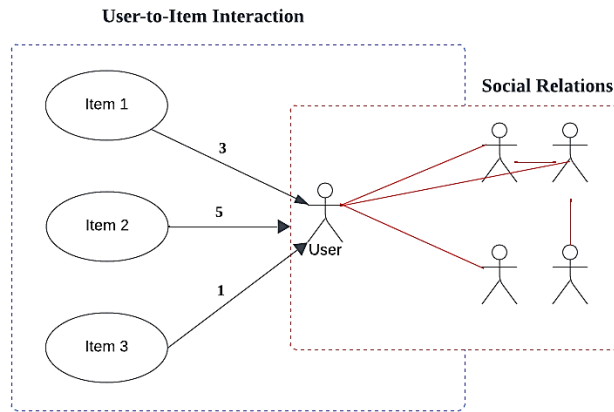 User-to-Item Interaction
Social Relations
Item 1
3
Item 2
5
User
1
Item 3